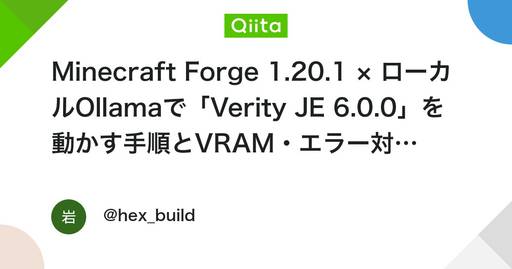 Qiita
Minecraft Forge 1.20.1 × ローカ
ルOllamaで「Verity JE 6.0.0」を
動かす手順とVRAM・エラー対…
岩
@hex_build